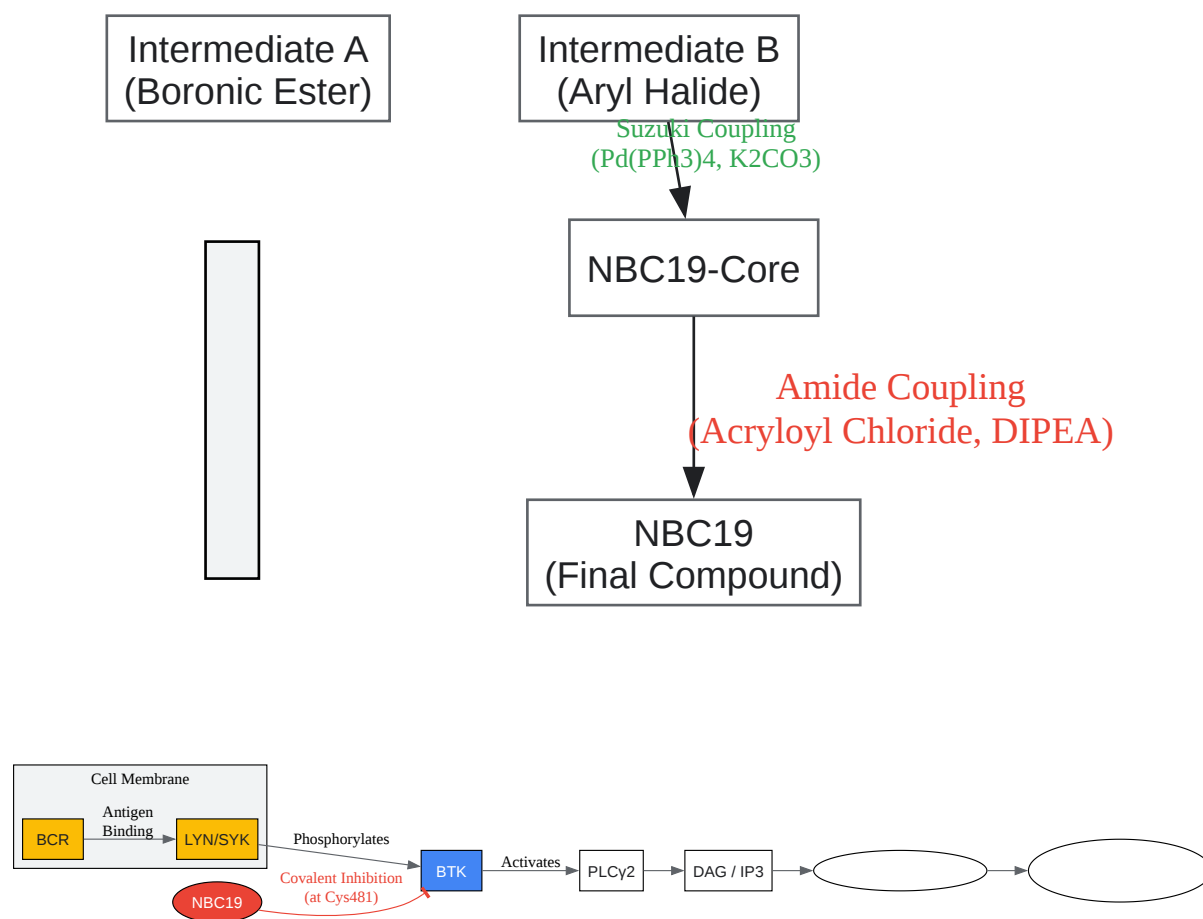 Intermediate A
(Boronic Ester)
Intermediate B
(Aryl Halide)
Suzuki Coupling
(Pd(PPh3)4, K2CO3)
NBC19-Core
Amide Coupling
(Acryloyl Chloride, DIPEA)
NBC19
(Final Compound)
Cell Membrane
BCR
Antigen
Binding
LYN/SYK
Phosphorylates
NBC19
Covalent Inhibition
(at Cys481)
BTK
Activates
PLCγ2
DAG / IP3